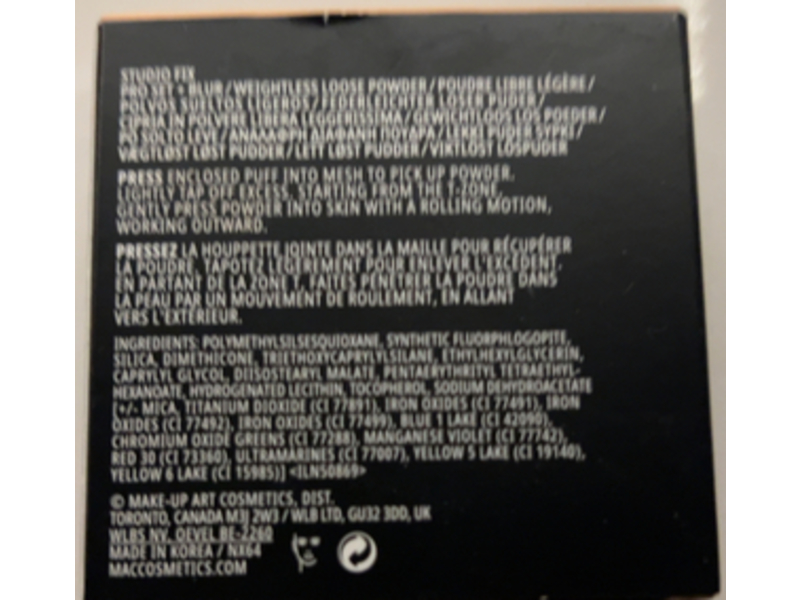 STUDIO FIX
PRO SET + BLUR / WEIGHTLESS LOOSE POWDER / POUDRE LIBRE LÉGÈRE /
POLVOS SUELTOS LIGEROS / FEDERLEICHTER LOSER PUDER /
CIPRIA IN POLVERE LIBERA LEGGERISSIMA / GEWICHTLOOS LOS POEDER /
PÓ SOLTO LEVE / ΑΝΑΛΑΦΡΗ ΔΙΑΦΑΝΗ ΠΟΥΔΡΑ / LEKKI PUDER SYPKI /
VÆGTLØST LØST PUDDER / LETT LØST PUDDER / VIKTLÖST LÖSPUDER
PRESS ENCLOSED PUFF INTO MESH TO PICK UP POWDER.
LIGHTLY TAP OFF EXCESS. STARTING FROM THE T-ZONE,
GENTLY PRESS POWDER INTO SKIN WITH A ROLLING MOTION,
WORKING OUTWARD.
PRESSEZ LA HOUPPETTE JOINTE DANS LA MAILLE POUR RÉCUPÉRER
LA POUDRE. TAPOTEZ LÉGÈREMENT POUR ENLEVER L'EXCÉDENT.
EN PARTANT DE LA ZONE T, FAITES PÉNÉTRER LA POUDRE DANS
LA PEAU PAR UN MOUVEMENT DE ROULEMENT, EN ALLANT
VERS L'EXTÉRIEUR.
INGREDIENTS: POLYMETHYLSILSESQUIOXANE, SYNTHETIC FLUORPHLOGOPITE,
SILICA, DIMETHICONE, TRIETHOXYCAPRYLYLSILANE, ETHYLHEXYLGLYCERIN,
CAPRYLYL GLYCOL, DIISOSTEARYL MALATE, PENTAERYTHRITYL TETRAETHYL-
HEXANOATE, HYDROGENATED LECITHIN, TOCOPHEROL, SODIUM DEHYDROACETATE
[+/- MICA, TITANIUM DIOXIDE (CI 77891), IRON OXIDES (CI 77491), IRON
OXIDES (CI 77492), IRON OXIDES (CI 77499), BLUE 1 LAKE (CI 42090),
CHROMIUM OXIDE GREENS (CI 77288), MANGANESE VIOLET (CI 77742),
RED 30 (CI 73360), ULTRAMARINES (CI 77007), YELLOW 5 LAKE (CI 19140),
YELLOW 6 LAKE (CI 15985)] <ILN50869>
© MAKE-UP ART COSMETICS, DIST.
TORONTO, CANADA M3J 2W3 / WLB LTD, GU32 3DD, UK
WLBS NV, OEVEL BE-2260
MADE IN KOREA / NX64
MACCOSMETICS.COM